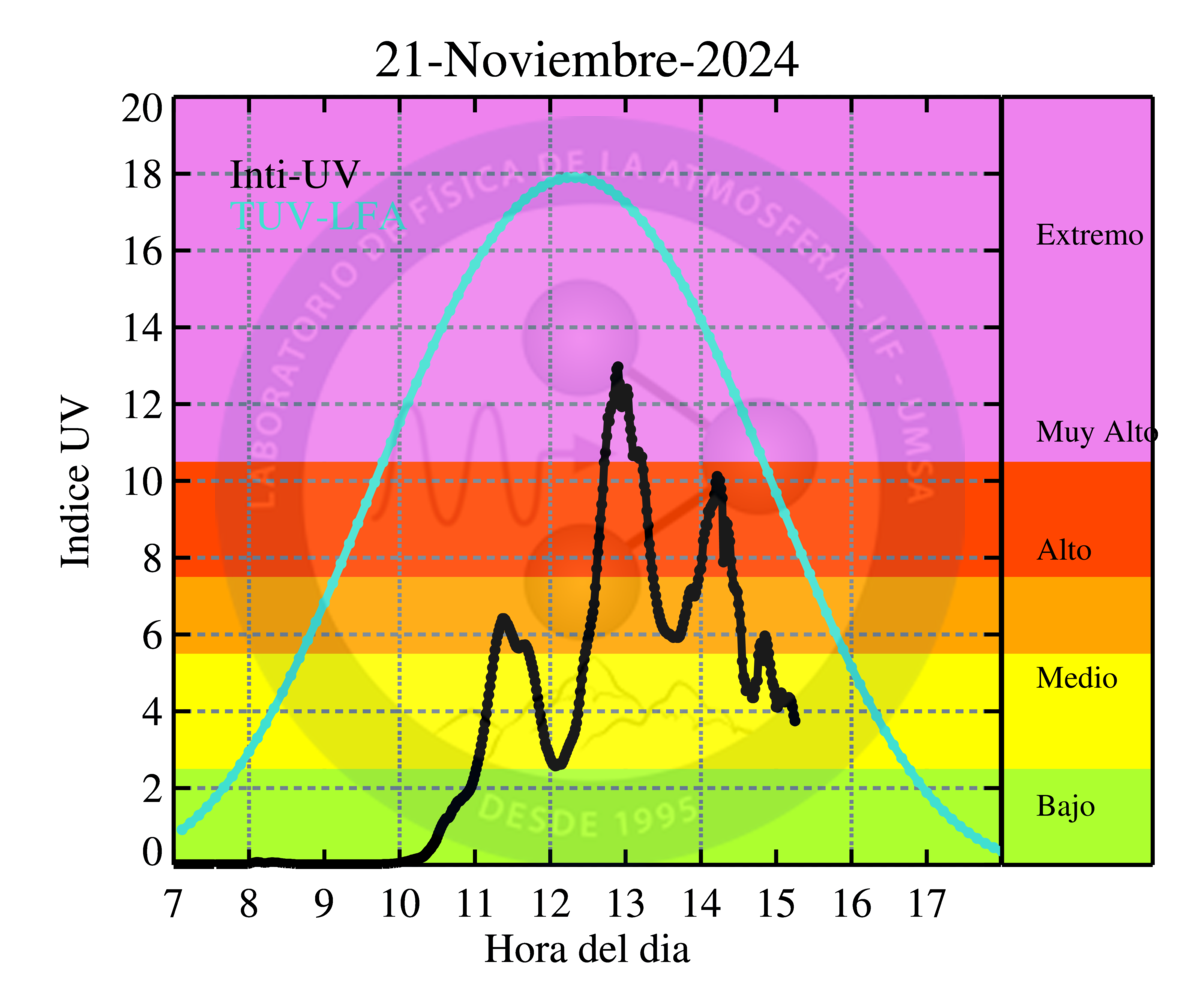 21-Noviembre-2024
20
18
16
14
12
10
8
6
4
2
0
Indice UV
Inti-UV
TUV-LFA
LABORATORIO DE FÍSICA DE LA ATMÓSFERA - IIF - UMSA
DESDE 1995
Extremo
Muy Alto
Alto
Medio
Bajo
7 8 9 10 11 12 13 14 15 16 17
Hora del dia